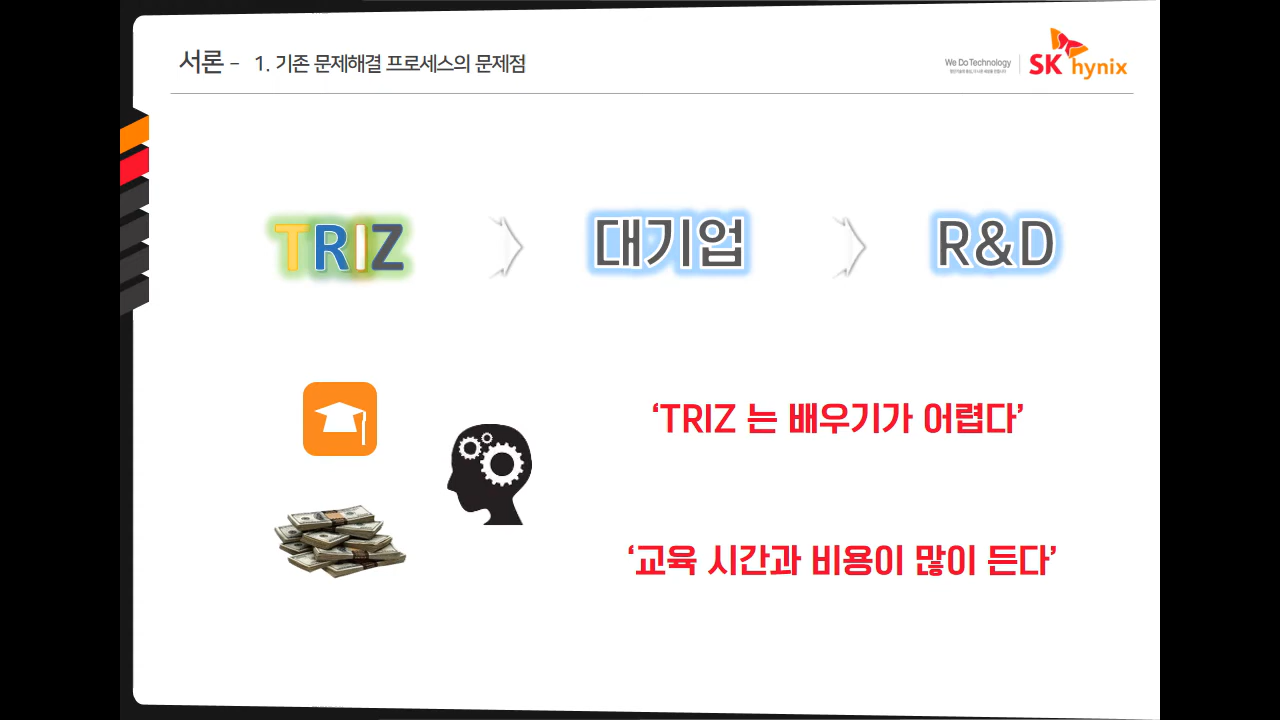 서론 - 1. 기존 문제해결 프로세스의 문제점
We Do Technology
SK hynix
TRIZ
대기업
R&D
‘TRIZ 는 배우기가 어렵다’
‘교육 시간과 비용이 많이 든다’